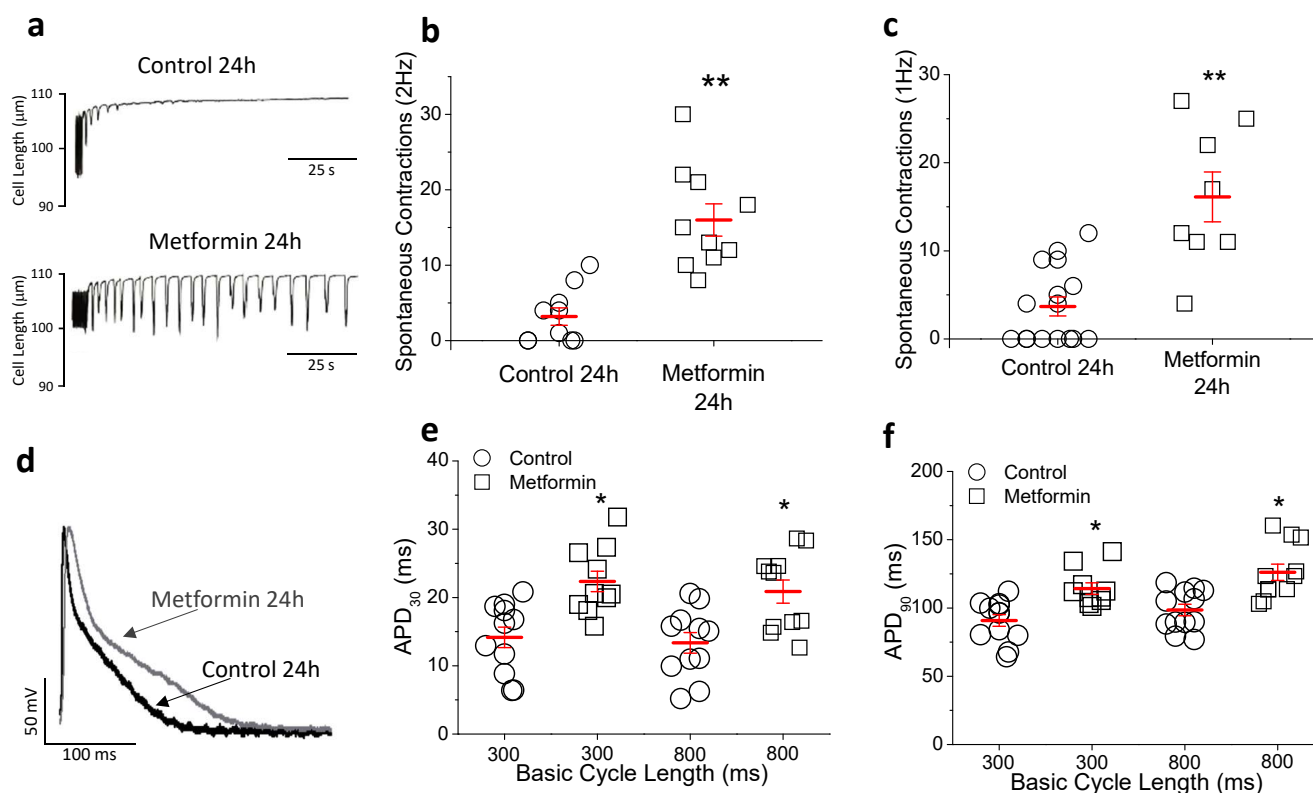 a
Control 24h
Cell Length (μm)
110
100
90
25 s
Metformin 24h
Cell Length (μm)
110
100
90
25 s
b
Spontaneous Contractions (2Hz)
30
20
10
0
**
Control 24h
Metformin
24h
c
Spontaneous Contractions (1Hz)
30
20
10
0
**
Control 24h
Metformin
24h
d
Metformin 24h
Control 24h
50 mV
100 ms
e
APD30 (ms)
40
30
20
10
0
Control
Metformin
*
*
300
300
800
800
Basic Cycle Length (ms)
f
APD90 (ms)
200
150
100
50
0
Control
Metformin
*
*
300
300
800
800
Basic Cycle Length (ms)